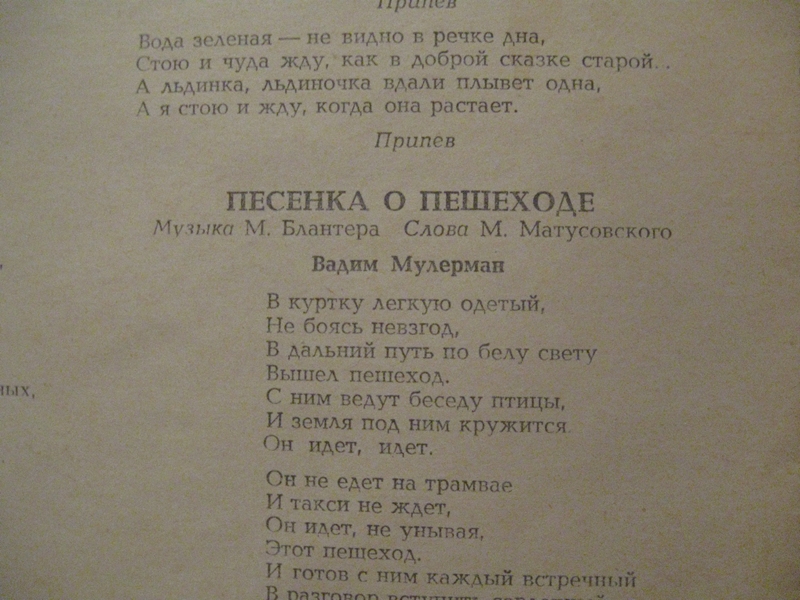 Припев
Вода зеленая — не видно в речке дна,
Стою и чуда жду, как в доброй сказке старой...
А льдинка, льдиночка вдали плывет одна,
А я стою и жду, когда она растает.
Припев
ПЕСЕНКА О ПЕШЕХОДЕ
Музыка М. Блантера Слова М. Матусовского
Вадим Мулерман
В куртку легкую одетый,
Не боясь невзгод,
В дальний путь по белу свету
Вышел пешеход.
С ним ведут беседу птицы,
ных,
И земля под ним кружится.
Он идет, идет.
Он не едет на трамвае
И такси не ждет,
Он идет, не унывая,
Этот пешеход.
И готов с ним каждый встречный
В разговор вступить